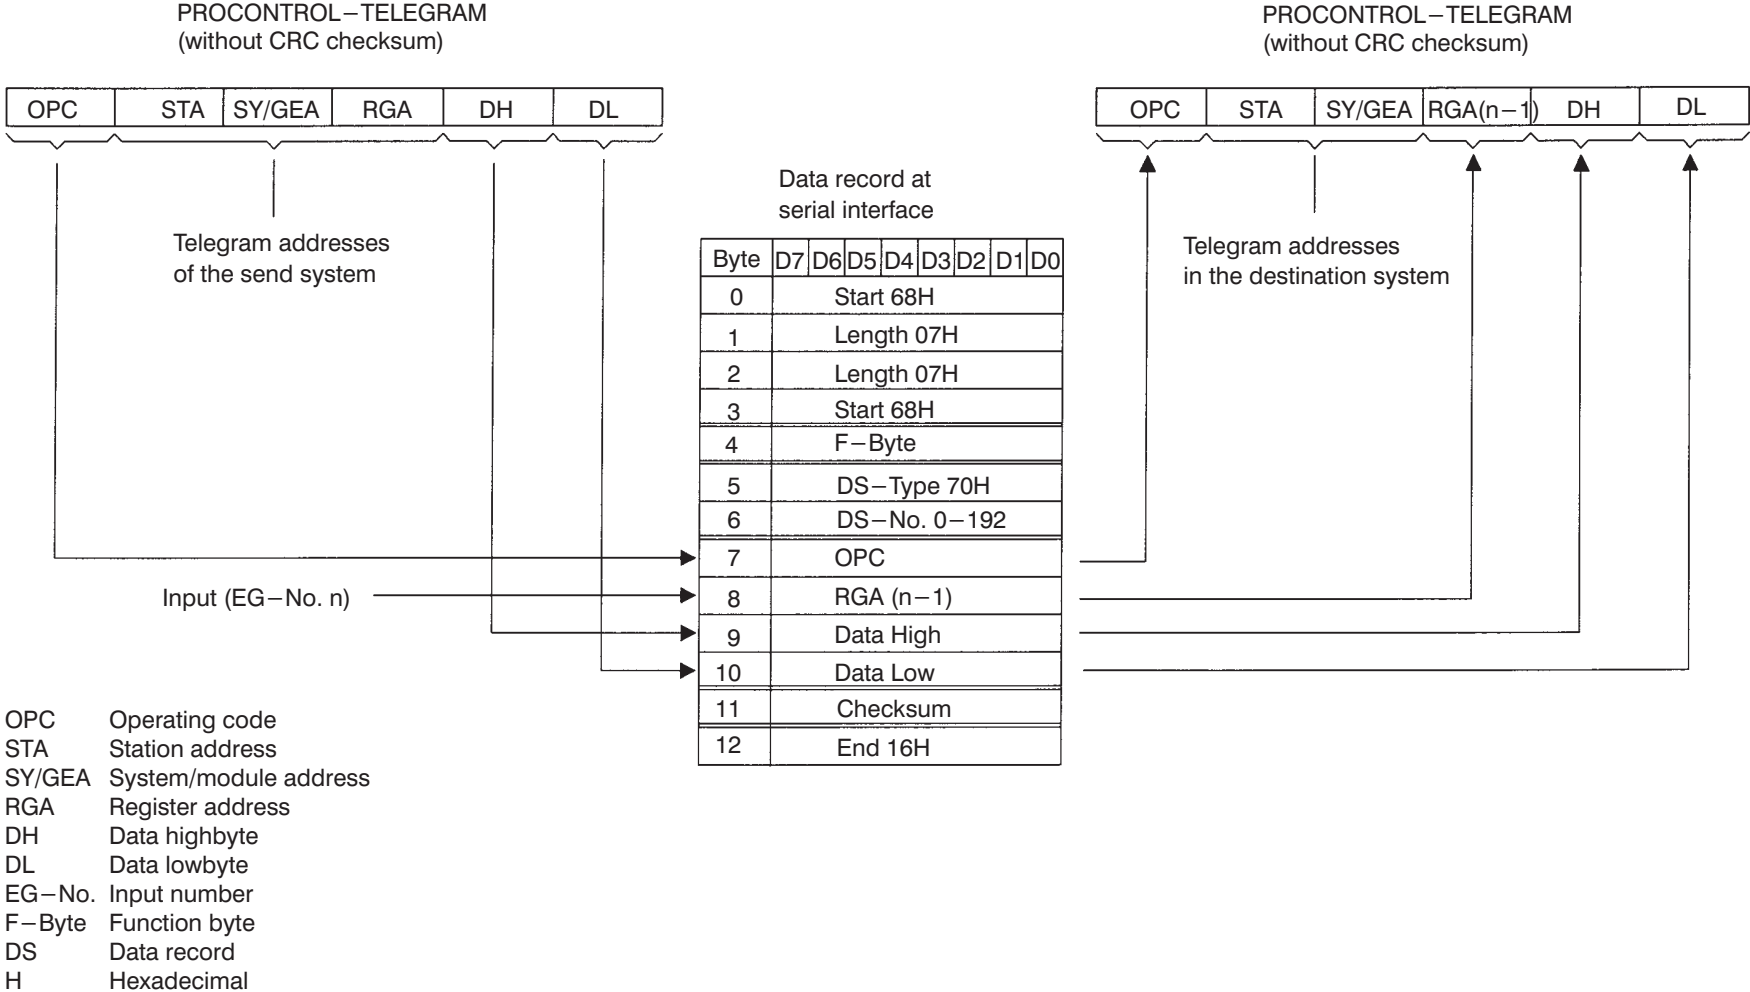 PROCONTROL–TELEGRAM
(without CRC checksum)
OPC STA SY/GEA RGA DH DL
Telegram addresses
of the send system
PROCONTROL–TELEGRAM
(without CRC checksum)
OPC STA SY/GEA RGA(n–1) DH DL
Telegram addresses
in the destination system
Data record at
serial interface
Byte D7 D6 D5 D4 D3 D2 D1 D0
0 Start 68H
1 Length 07H
2 Length 07H
3 Start 68H
4 F–Byte
5 DS–Type 70H
6 DS–No. 0–192
7 OPC
Input (EG–No. n)
8 RGA (n–1)
9 Data High
10 Data Low
11 Checksum
12 End 16H
OPC Operating code
STA Station address
SY/GEA System/module address
RGA Register address
DH Data highbyte
DL Data lowbyte
EG–No. Input number
F–Byte Function byte
DS Data record
H Hexadecimal